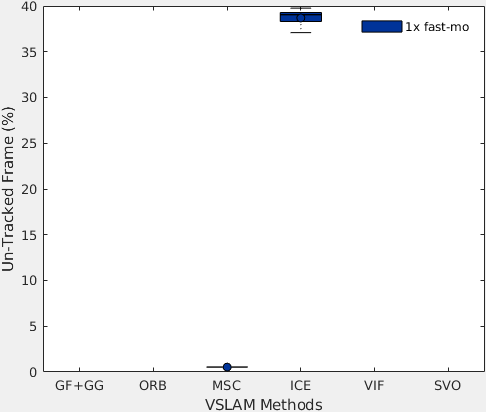 Un-Tracked Frame (%)
40
35
30
25
20
15
10
5
0
1x fast-mo
GF+GG ORB MSC ICE VIF SVO
VSLAM Methods